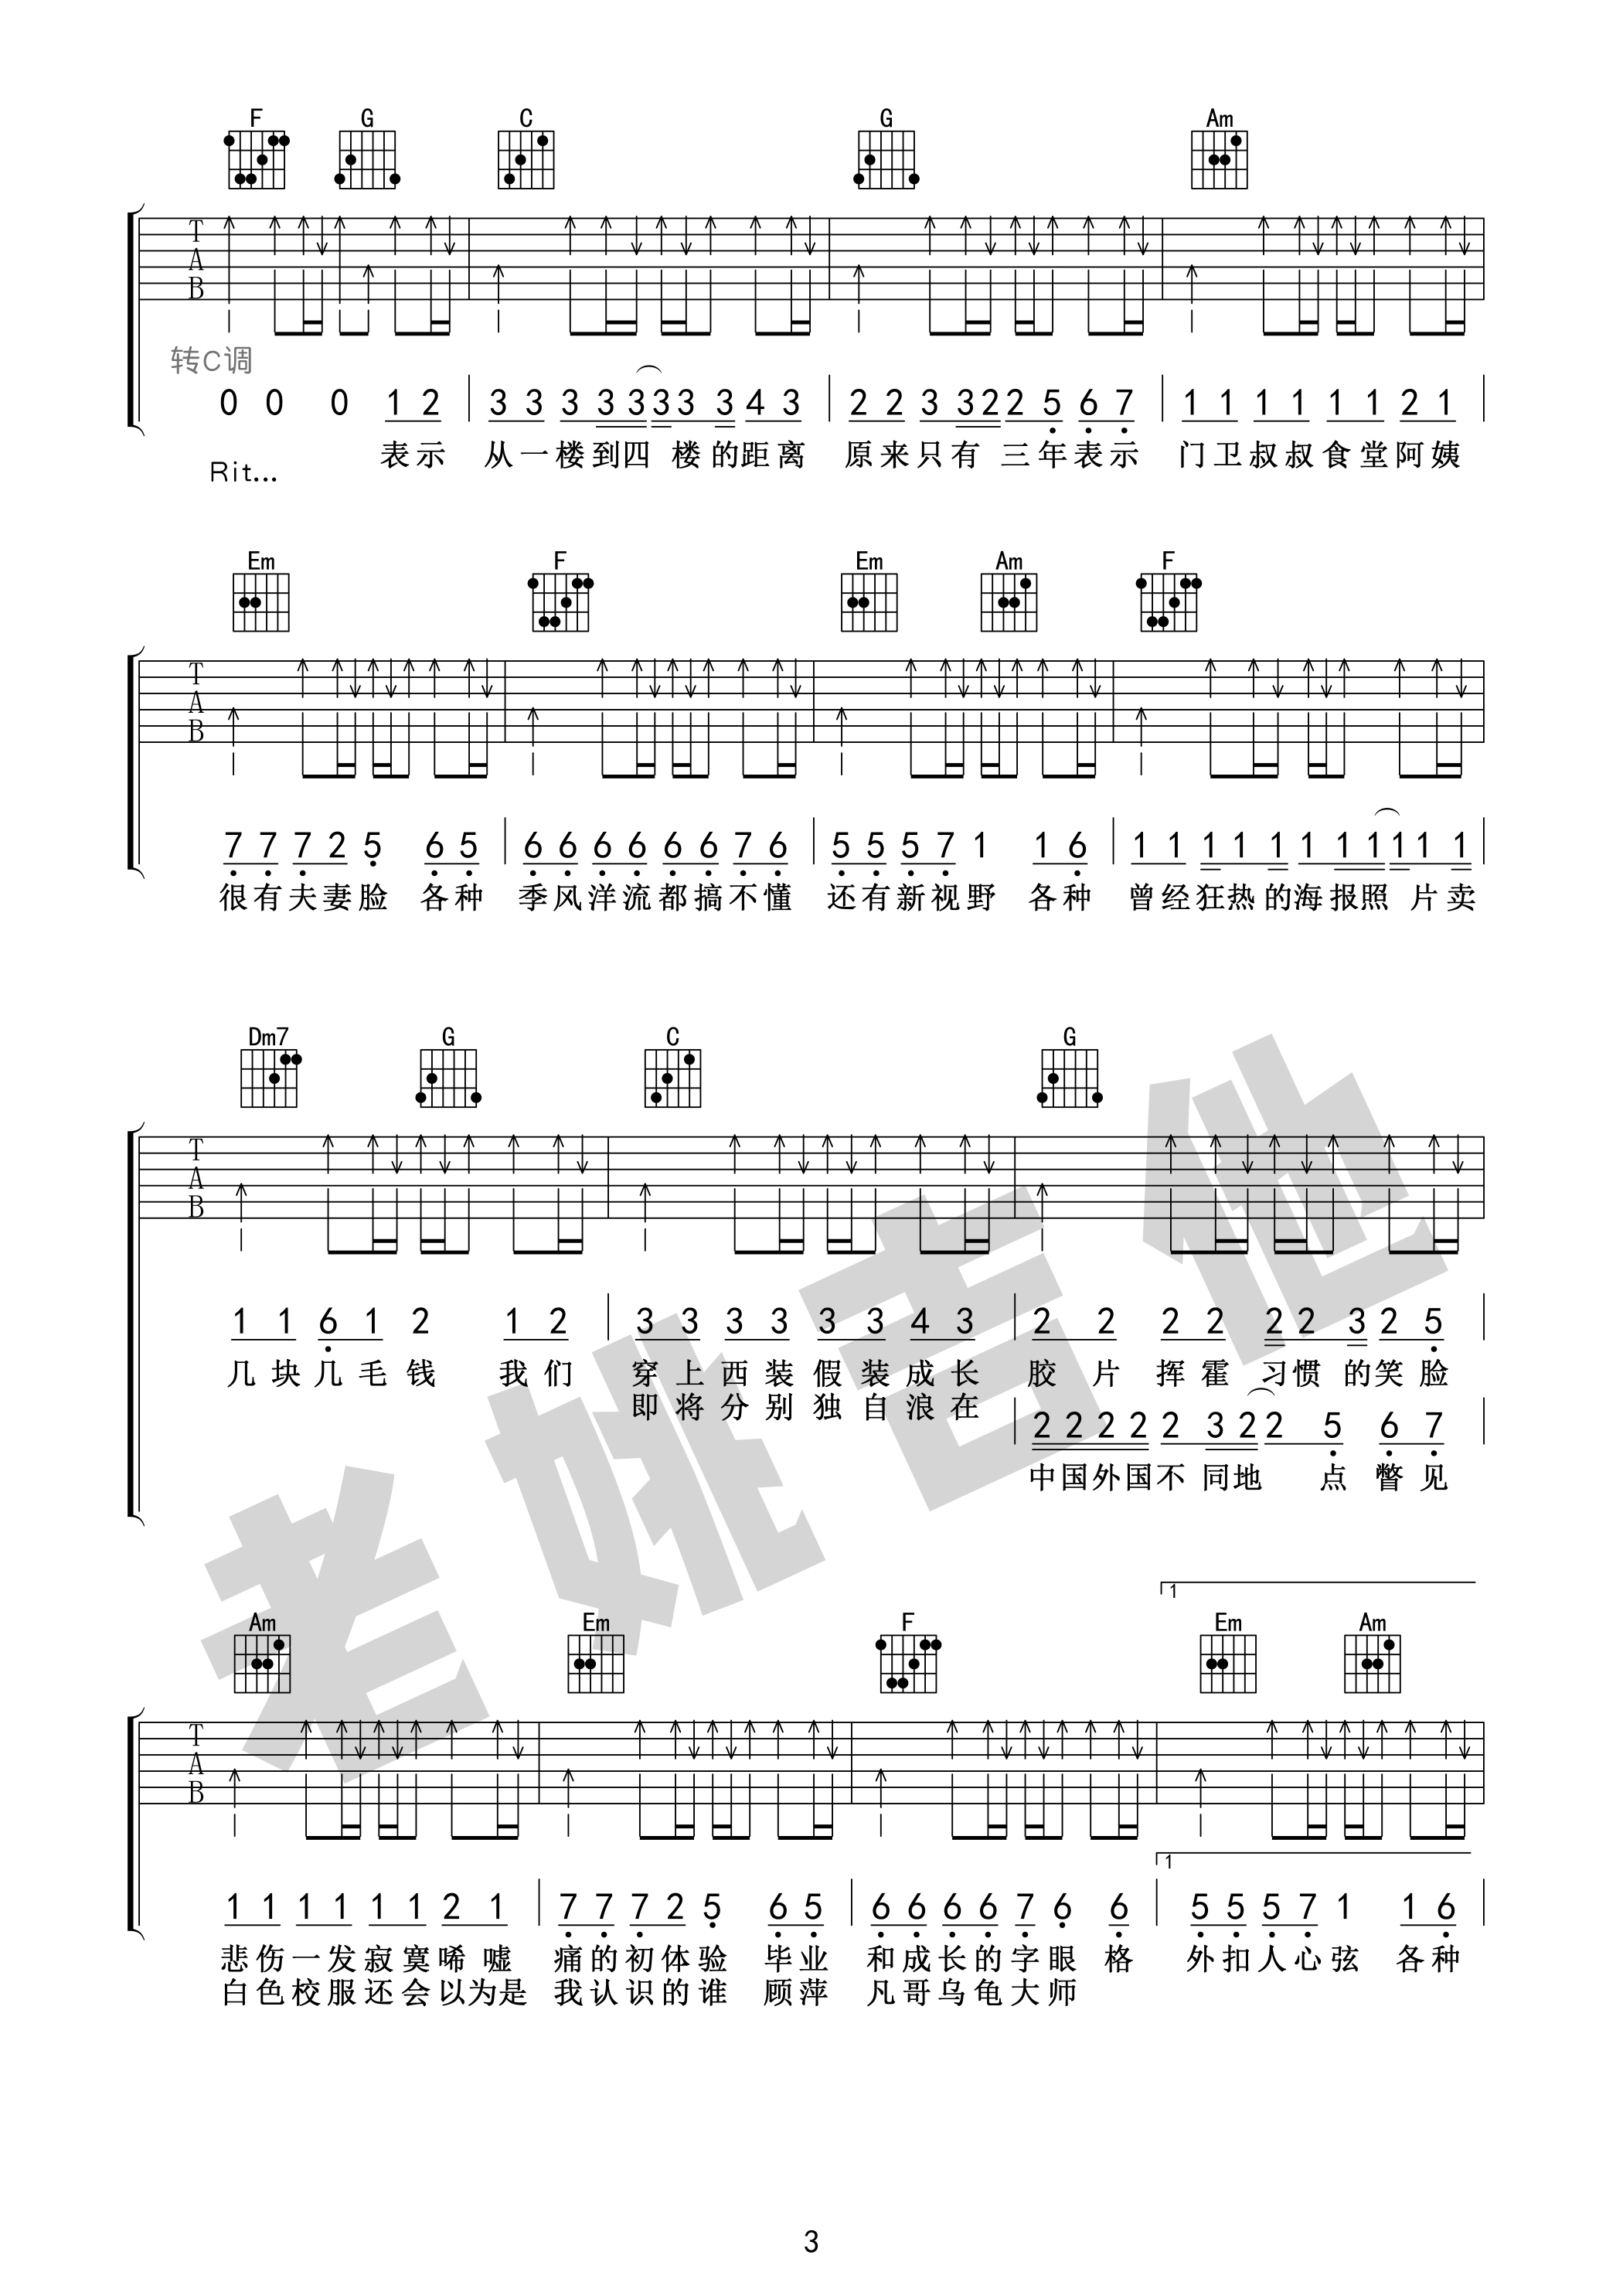 F G C G Am
T
A
B
转C调
0 0 0 1 2 3 3 3 3 3 3 3 3 4 3 2 2 3 3 2 2 5 6 7 1 1 1 1 1 1 2 1
表示 从一楼到四 楼的距离 原来只有 三年表示 门卫叔叔食堂阿姨
Rit...
Em F Em Am F
T
A
B
7 7 7 2 5 6 5 6 6 6 6 6 6 7 6 5 5 5 7 1 1 6 1 1 1 1 1 1 1 1 1 1 1
很有夫妻脸 各种 季风洋流都搞不懂 还有新视野 各种 曾经狂热的海报照 片卖
Dm7 G C G
T
A
B
1 1 6 1 2 1 2 3 3 3 3 3 3 4 3 2 2 2 2 2 2 3 2 5
几块几毛钱 我们 穿上西装假装成长 胶片挥霍习惯的笑脸
即将分别独自浪在
2 2 2 2 2 3 2 2 5 6 7
中国外国不同地 点瞥见
老姚吉他
1
Am Em F Em Am
T
A
B
1
1 1 1 1 1 1 2 1 7 7 7 2 5 6 5 6 6 6 6 7 6 6 5 5 5 7 1 1 6
悲伤一发寂寞唏嘘 痛的初体验 毕业 和成长的字眼 格 外扣人心弦 各种
白色校服还会以为是 我认识的谁 顾萍 凡哥乌龟大师
3